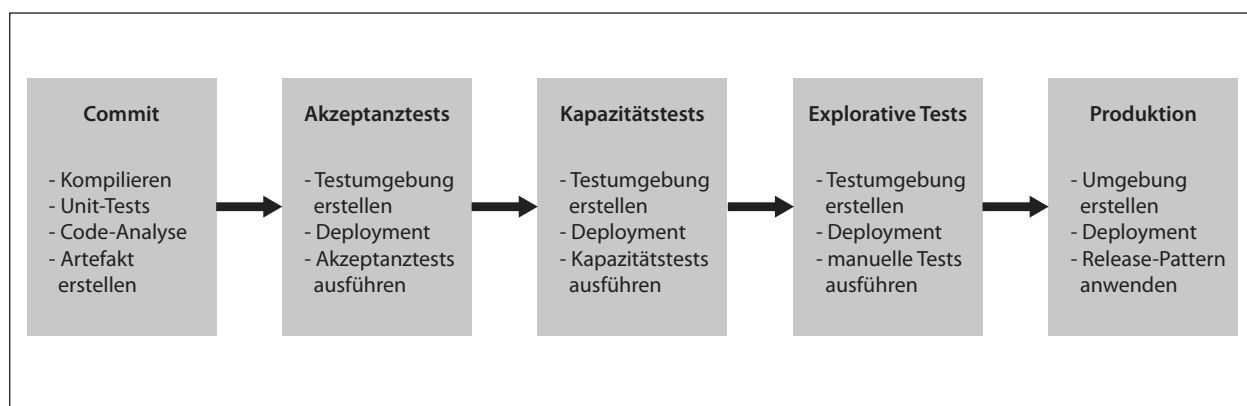 Commit
- Kompilieren
- Unit-Tests
- Code-Analyse
- Artefakt
erstellen
Akzeptanztests
- Testumgebung
erstellen
- Deployment
- Akzeptanztests
ausführen
Kapazitätstests
- Testumgebung
erstellen
- Deployment
- Kapazitätstests
ausführen
Explorative Tests
- Testumgebung
erstellen
- Deployment
- manuelle Tests
ausführen
Produktion
- Umgebung
erstellen
- Deployment
- Release-Pattern
anwenden